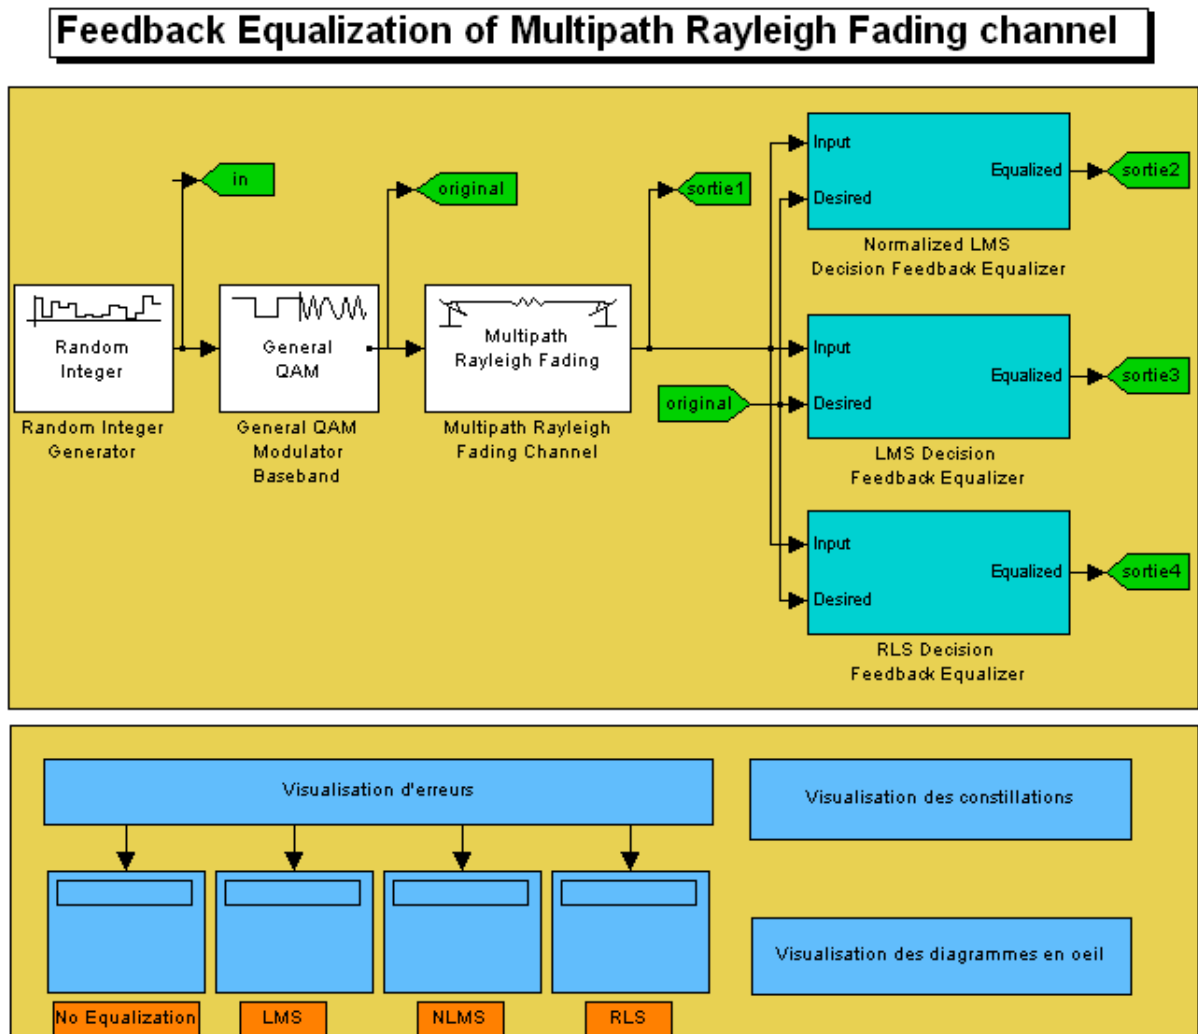 Feedback Equalization of Multipath Rayleigh Fading channel
in
original
sortie1
Input
Equalized
Desired
sortie2
Normalized LMS
Decision Feedback Equalizer
Random
Integer
Random Integer
Generator
General
QAM
General QAM
Modulator
Baseband
Multipath
Rayleigh Fading
Multipath Rayleigh
Fading Channel
original
Input
Equalized
Desired
sortie3
LMS Decision
Feedback Equalizer
Input
Equalized
Desired
sortie4
RLS Decision
Feedback Equalizer
Visualisation d'erreurs
Visualisation des constillations
Visualisation des diagrammes en oeil
No Equalization
LMS
NLMS
RLS